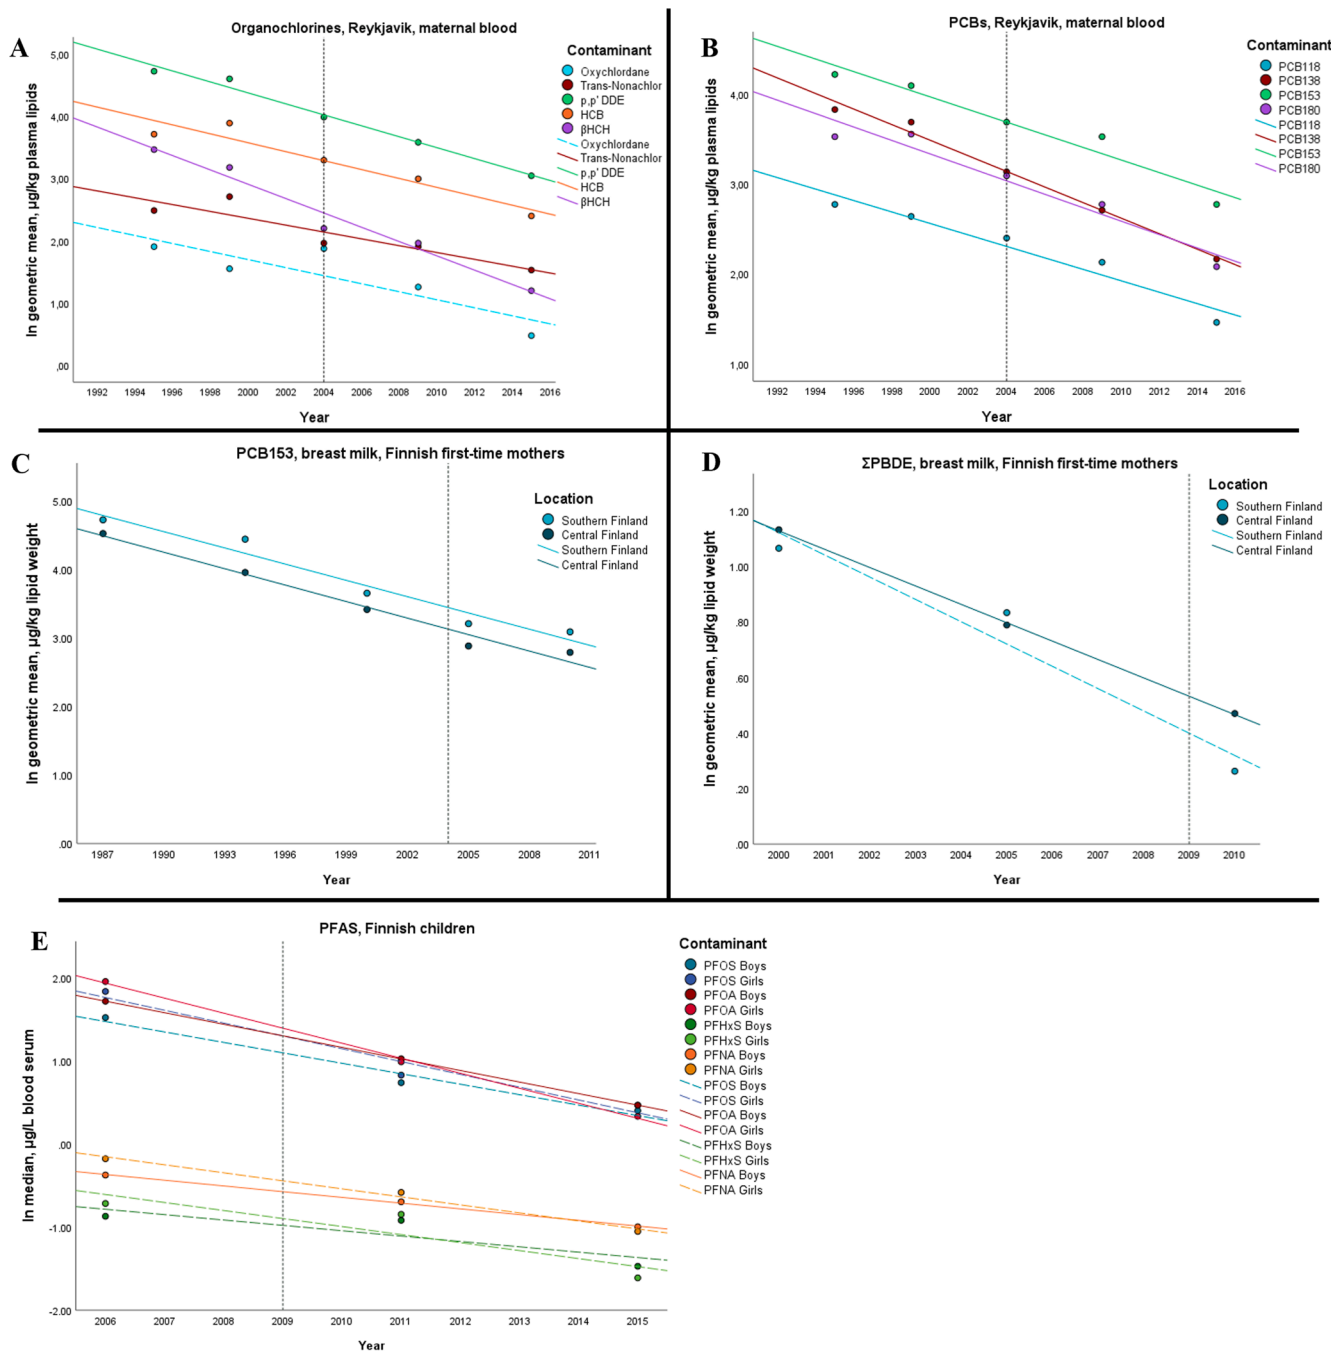 A
Organochlorines, Reykjavik, maternal blood
ln geometric mean, µg/kg plasma lipids
5,00
4,00
3,00
2,00
1,00
,00
1992 1994 1996 1998 2000 2002 2004 2006 2008 2010 2012 2014 2016
Year
Contaminant
Oxychlordane
Trans-Nonachlor
p,p' DDE
HCB
βHCH
Oxychlordane
Trans-Nonachlor
p,p' DDE
HCB
βHCH
B
PCBs, Reykjavik, maternal blood
ln geometric mean, µg/kg plasma lipids
4,00
3,00
2,00
1,00
1992 1994 1996 1998 2000 2002 2004 2006 2008 2010 2012 2014 2016
Year
Contaminant
PCB118
PCB138
PCB153
PCB180
PCB118
PCB138
PCB153
PCB180
C
PCB153, breast milk, Finnish first-time mothers
ln geometric mean, µg/kg lipid weight
5.00
4.00
3.00
2.00
1.00
.00
1987 1990 1993 1996 1999 2002 2005 2008 2011
Year
Location
Southern Finland
Central Finland
Southern Finland
Central Finland
D
ΣPBDE, breast milk, Finnish first-time mothers
ln geometric mean, µg/kg lipid weight
1.20
1.00
.80
.60
.40
.20
.00
2000 2001 2002 2003 2004 2005 2006 2007 2008 2009 2010
Year
Location
Southern Finland
Central Finland
Southern Finland
Central Finland
E
PFAS, Finnish children
ln median, µg/L blood serum
2.00
1.00
.00
-1.00
-2.00
2006 2007 2008 2009 2010 2011 2012 2013 2014 2015
Year
Contaminant
PFOS Boys
PFOS Girls
PFOA Boys
PFOA Girls
PFHxS Boys
PFHxS Girls
PFNA Boys
PFNA Girls
PFOS Boys
PFOS Girls
PFOA Boys
PFOA Girls
PFHxS Boys
PFHxS Girls
PFNA Boys
PFNA Girls